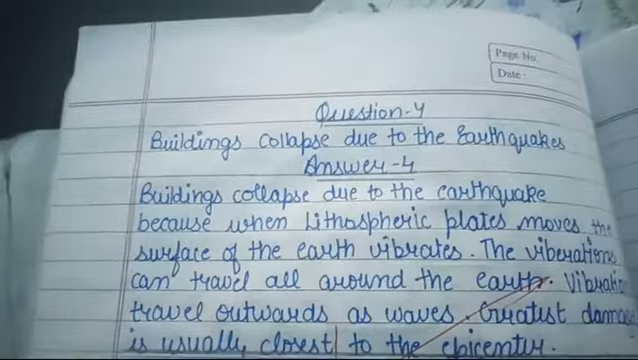 Page No.
Date:
Question-4
Buildings collapse due to the Earthquakes
Answer-4
Buildings collapse due to the earthquake
because when Lithospheric plates moves the
surface of the earth vibrates. The viberations
can travel all around the earth. Vibratio
travel outwards as waves. Greatist damage
is usually closest to the epicenter.